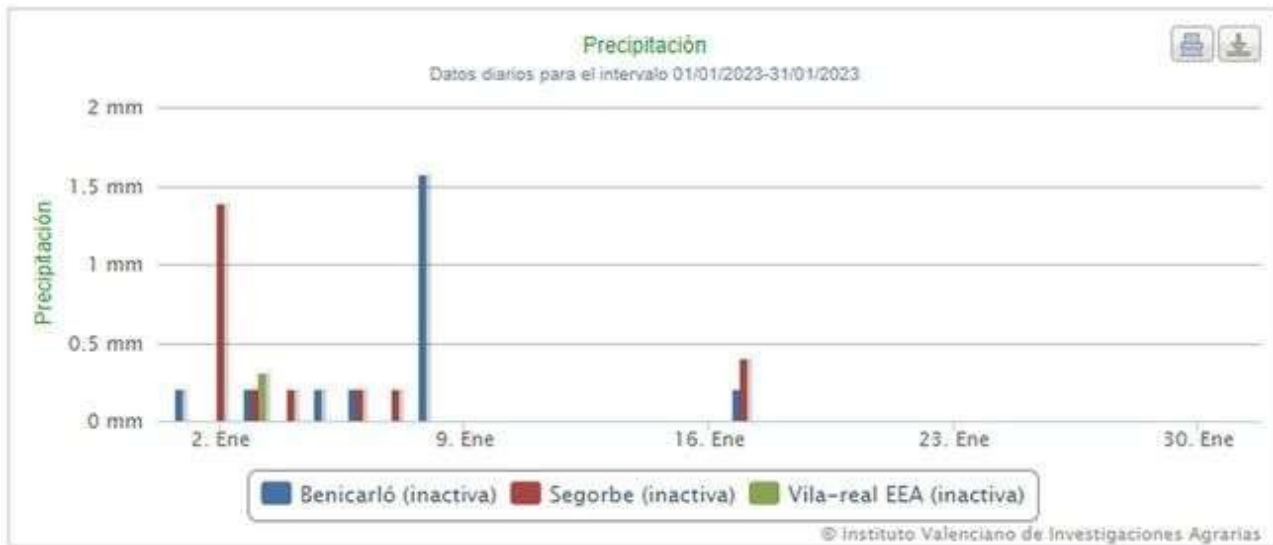 Precipitación
Datos diarios para el intervalo 01/01/2023-31/01/2023
2 mm
1.5 mm
1 mm
0.5 mm
0 mm
Precipitación
2. Ene 9. Ene 16. Ene 23. Ene 30. Ene
Benicarló (inactiva) Segorbe (inactiva) Vila-real EEA (inactiva)
© Instituto Valenciano de Investigaciones Agrarias